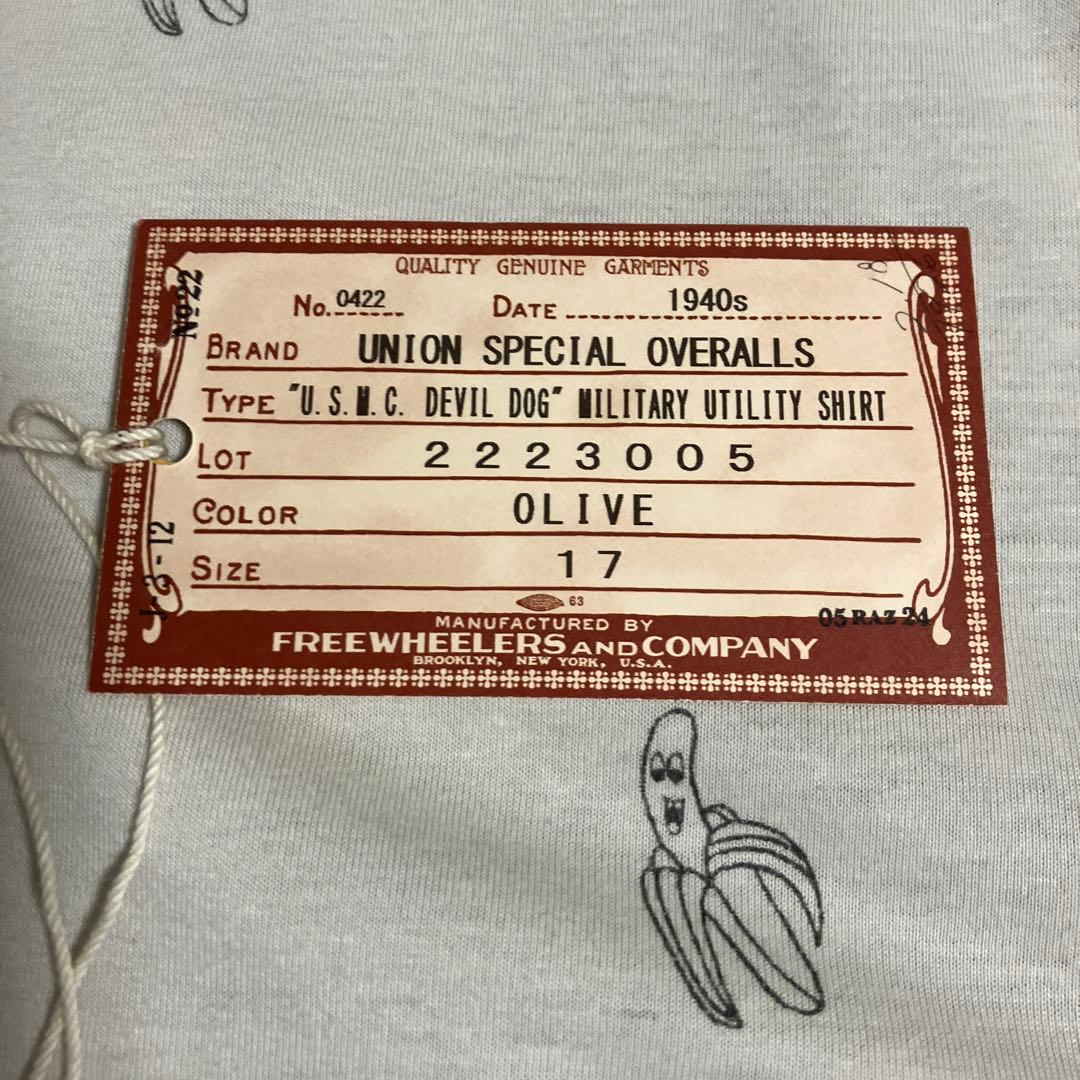 QUALITY GENUINE GARMENTS
No. 0422 DATE 1940s
BRAND UNION SPECIAL OVERALLS
TYPE "U.S.M.C. DEVIL DOG" MILITARY UTILITY SHIRT
LOT 2223005
COLOR OLIVE
SIZE 17
63
MANUFACTURED BY
FREEWHEELERS AND COMPANY
BROOKLYN, NEW YORK, U.S.A.
No 22
05 RAZ 24